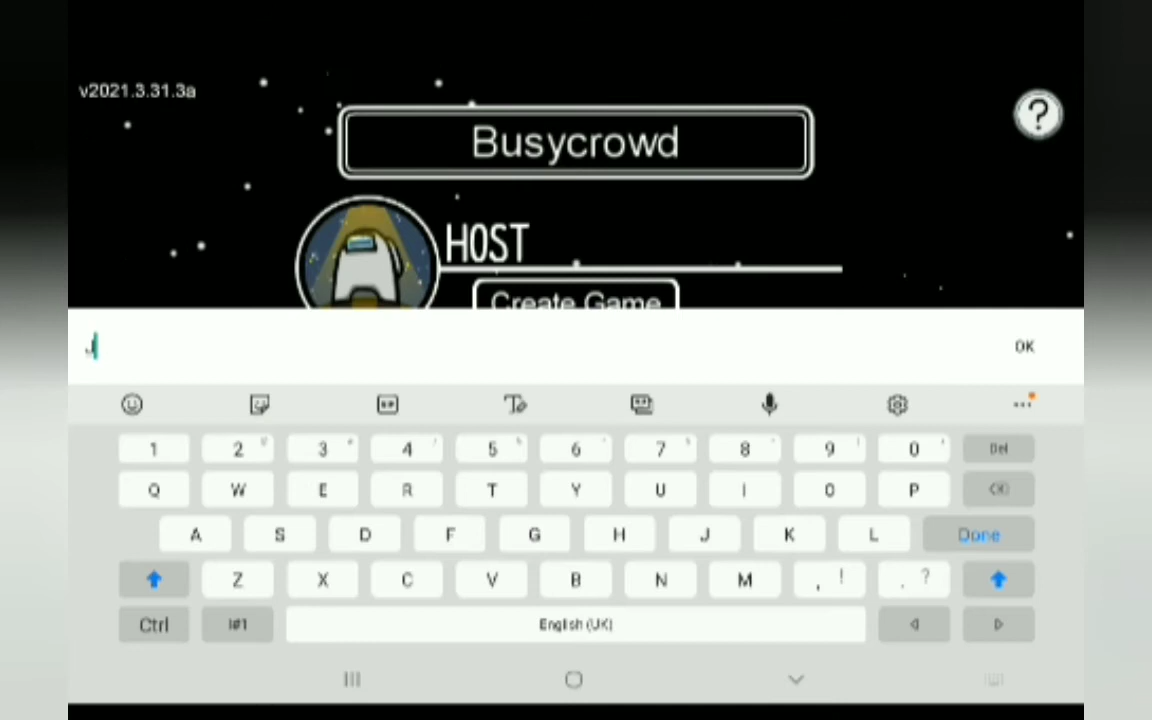 v2021.3.31.3a
?
Busycrowd
HOST
Create Game
J
OK
1 2 3 4 5 6 7 8 9 0 Del
Q W E R T Y U I O P
A S D F G H J K L Done
Z X C V B N M , ! . ?
Ctrl !#1 English (UK)